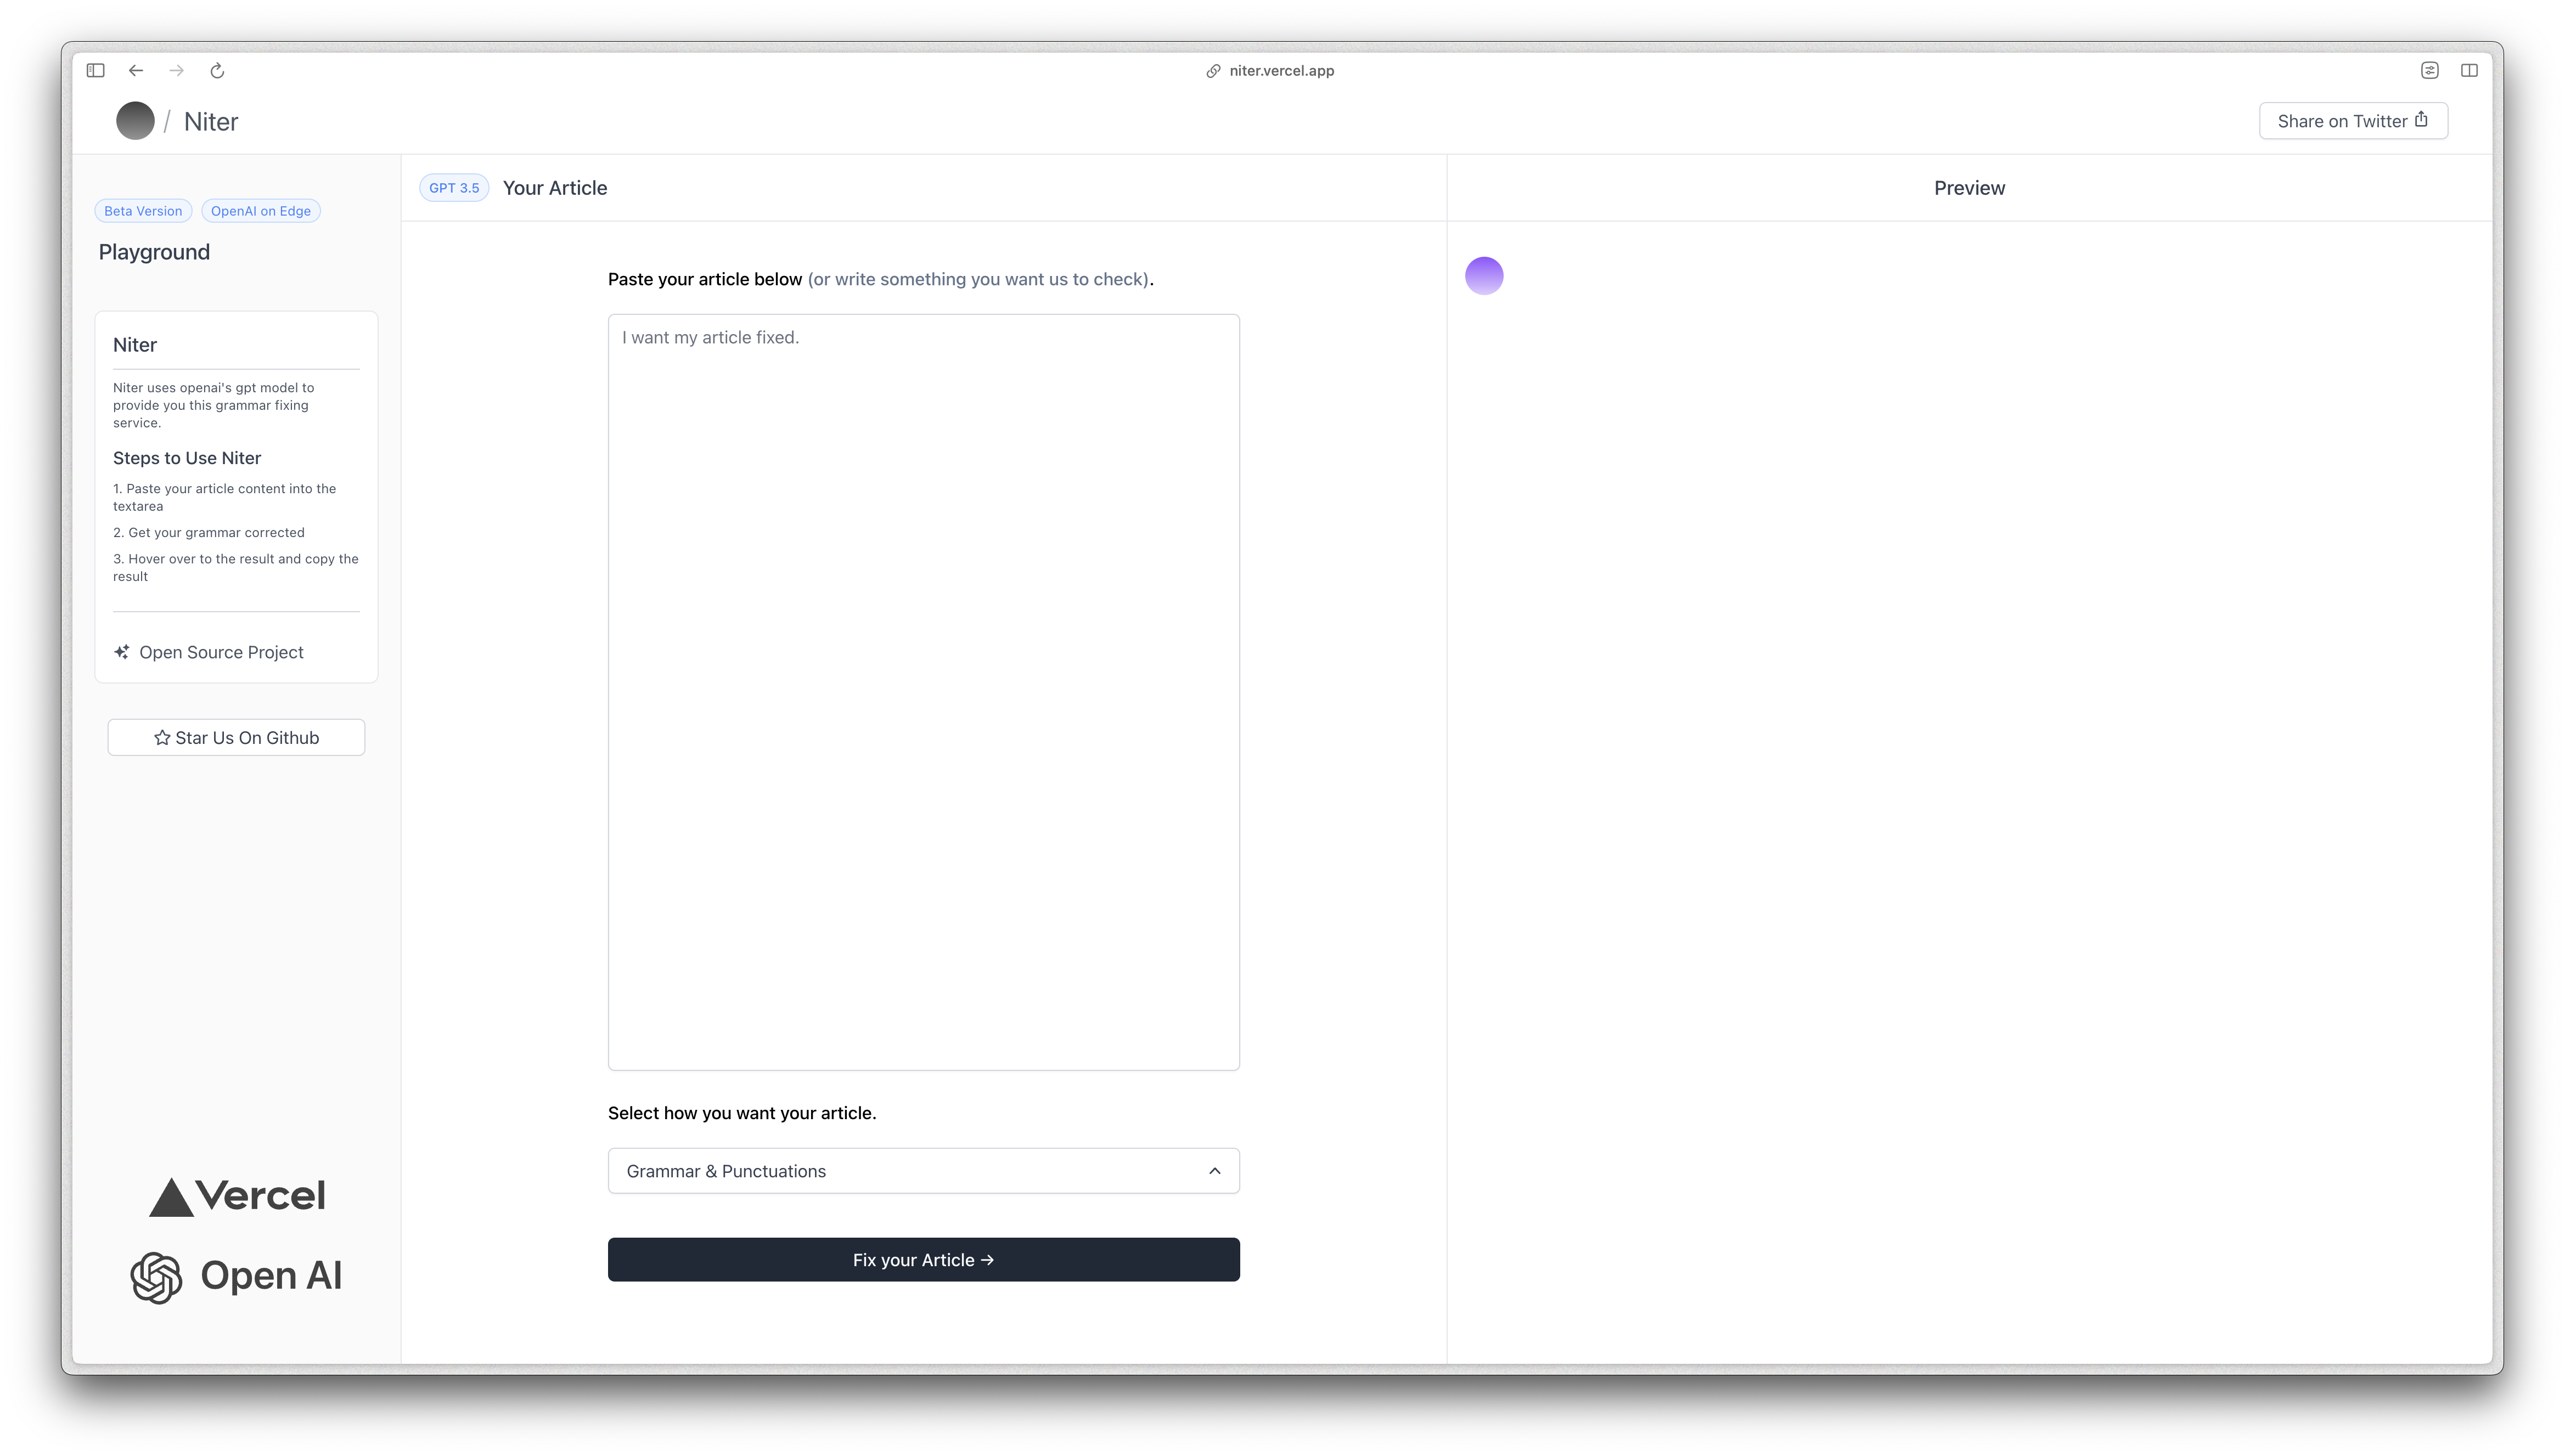 niter.vercel.app
/ Niter
Share on Twitter
Beta Version
OpenAI on Edge
Playground
Niter
Niter uses openai's gpt model to
provide you this grammar fixing
service.
Steps to Use Niter
1. Paste your article content into the
textarea
2. Get your grammar corrected
3. Hover over to the result and copy the
result
Open Source Project
Star Us On Github
Vercel
Open AI
GPT 3.5
Your Article
Paste your article below (or write something you want us to check).
I want my article fixed.
Select how you want your article.
Grammar & Punctuations
Fix your Article →
Preview